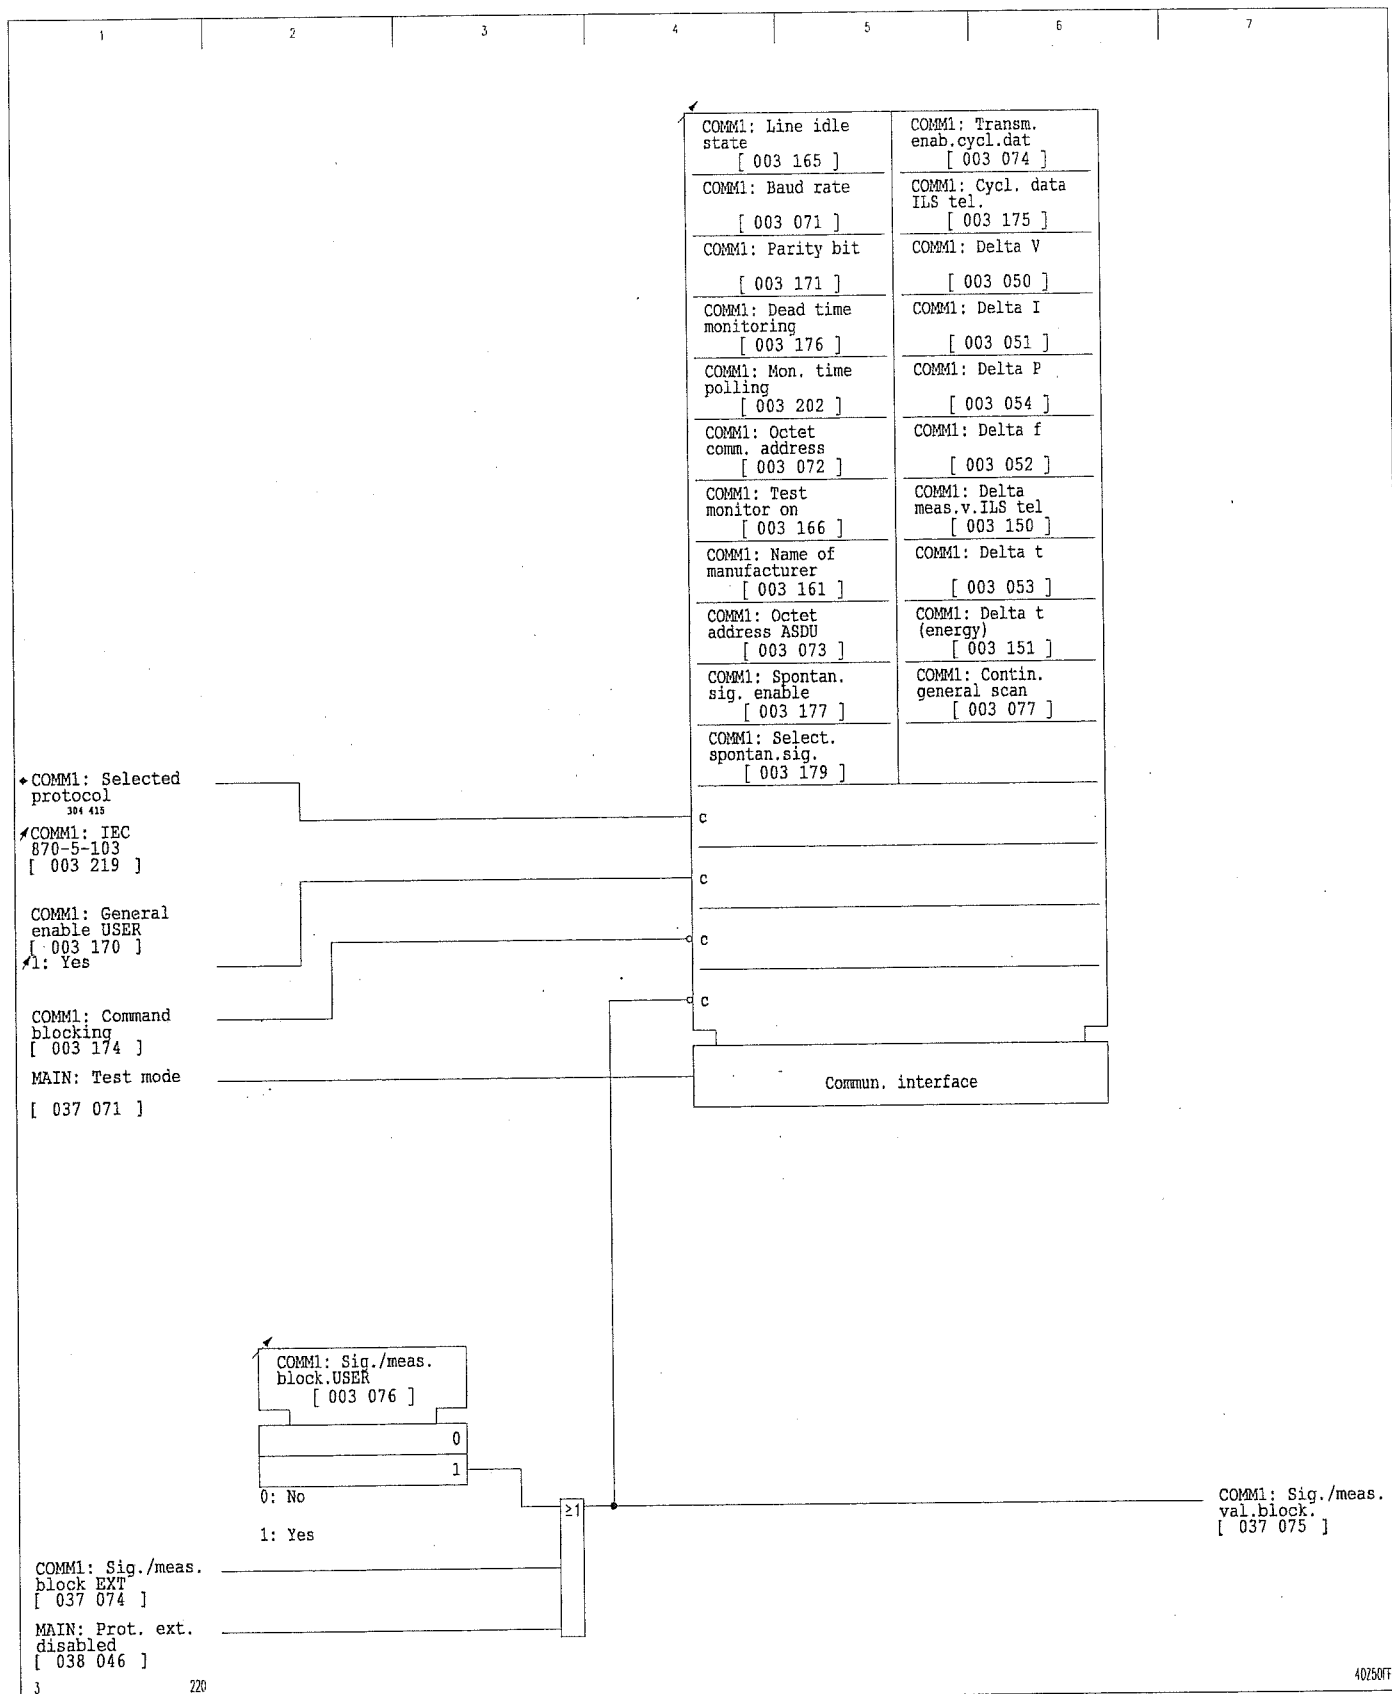 1 2 3 4 5 6 7
COMM1: Line idle
state
[ 003 165 ]
COMM1: Transm.
enab.cycl.dat
[ 003 074 ]
COMM1: Baud rate
[ 003 071 ]
COMM1: Cycl. data
ILS tel.
[ 003 175 ]
COMM1: Parity bit
[ 003 171 ]
COMM1: Delta V
[ 003 050 ]
COMM1: Dead time
monitoring
[ 003 176 ]
COMM1: Delta I
[ 003 051 ]
COMM1: Mon. time
polling
[ 003 202 ]
COMM1: Delta P
[ 003 054 ]
COMM1: Octet
comm. address
[ 003 072 ]
COMM1: Delta f
[ 003 052 ]
COMM1: Test
monitor on
[ 003 166 ]
COMM1: Delta
meas.v.ILS tel
[ 003 150 ]
COMM1: Name of
manufacturer
[ 003 161 ]
COMM1: Delta t
[ 003 053 ]
COMM1: Octet
address ASDU
[ 003 073 ]
COMM1: Delta t
(energy)
[ 003 151 ]
COMM1: Spontan.
sig. enable
[ 003 177 ]
COMM1: Contin.
general scan
[ 003 077 ]
COMM1: Select.
spontan.sig.
[ 003 179 ]
COMM1: Selected
protocol
304 415
COMM1: IEC
870-5-103
[ 003 219 ]
C
C
COMM1: General
enable USER
[ 003 170 ]
1: Yes
C
C
COMM1: Command
blocking
[ 003 174 ]
MAIN: Test mode
[ 037 071 ]
Commun. interface
COMM1: Sig./meas.
block.USER
[ 003 076 ]
0
1
0: No
1: Yes
≥1
COMM1: Sig./meas.
val.block.
[ 037 075 ]
COMM1: Sig./meas.
block EXT
[ 037 074 ]
MAIN: Prot. ext.
disabled
[ 038 046 ]
3 220